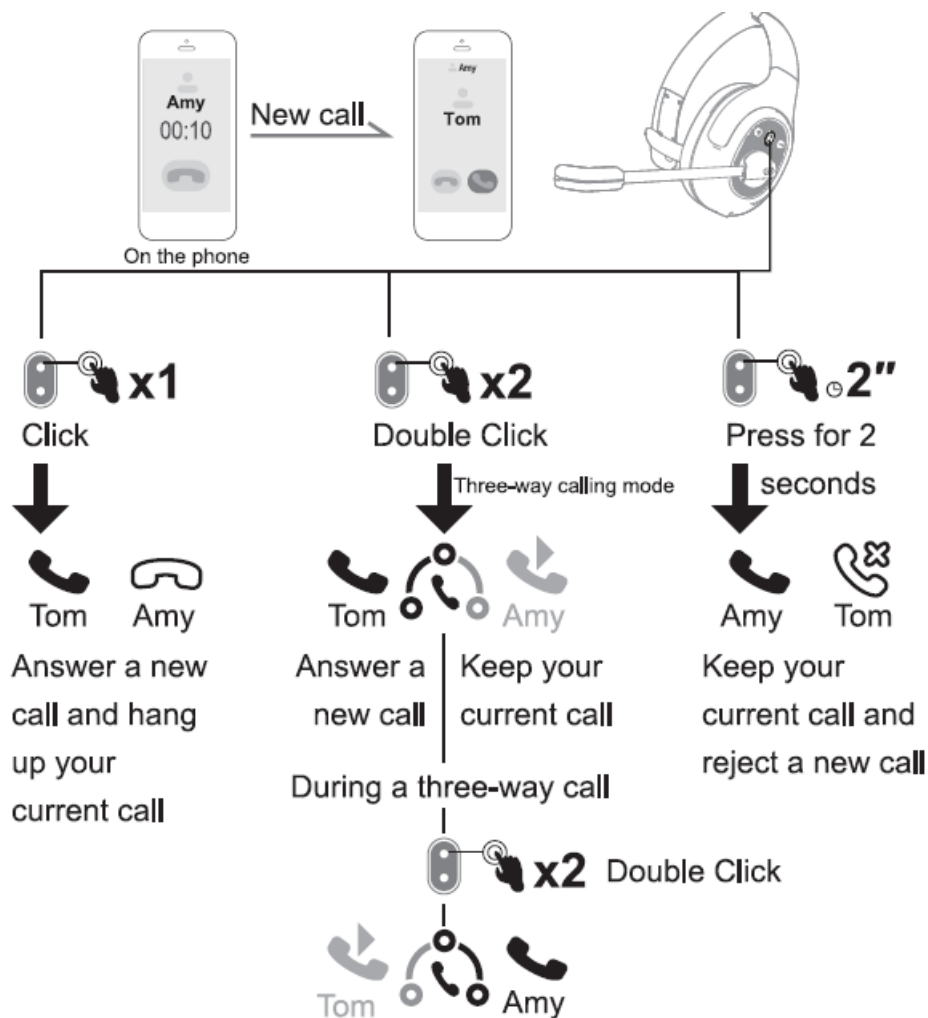 Amy
00:10
New call
Amy
Tom
On the phone
x1
Click
x2
Double Click
2"
Press for 2
seconds
Three-way calling mode
Tom
Amy
Answer a new
call and hang
up your
current call
Tom
Amy
Answer a
new call
Keep your
current call
During a three-way call
x2 Double Click
Tom
Amy
Amy
Tom
Keep your
current call and
reject a new call